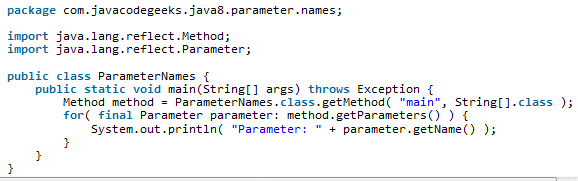 package com.javacodegeeks.java8.parameter.names;

import java.lang.reflect.Method;
import java.lang.reflect.Parameter;

public class ParameterNames {
    public static void main(String[] args) throws Exception {
        Method method = ParameterNames.class.getMethod( "main", String[].class );
        for( final Parameter parameter: method.getParameters() ) {
            System.out.println( "Parameter: " + parameter.getName() );
        }
    }
}